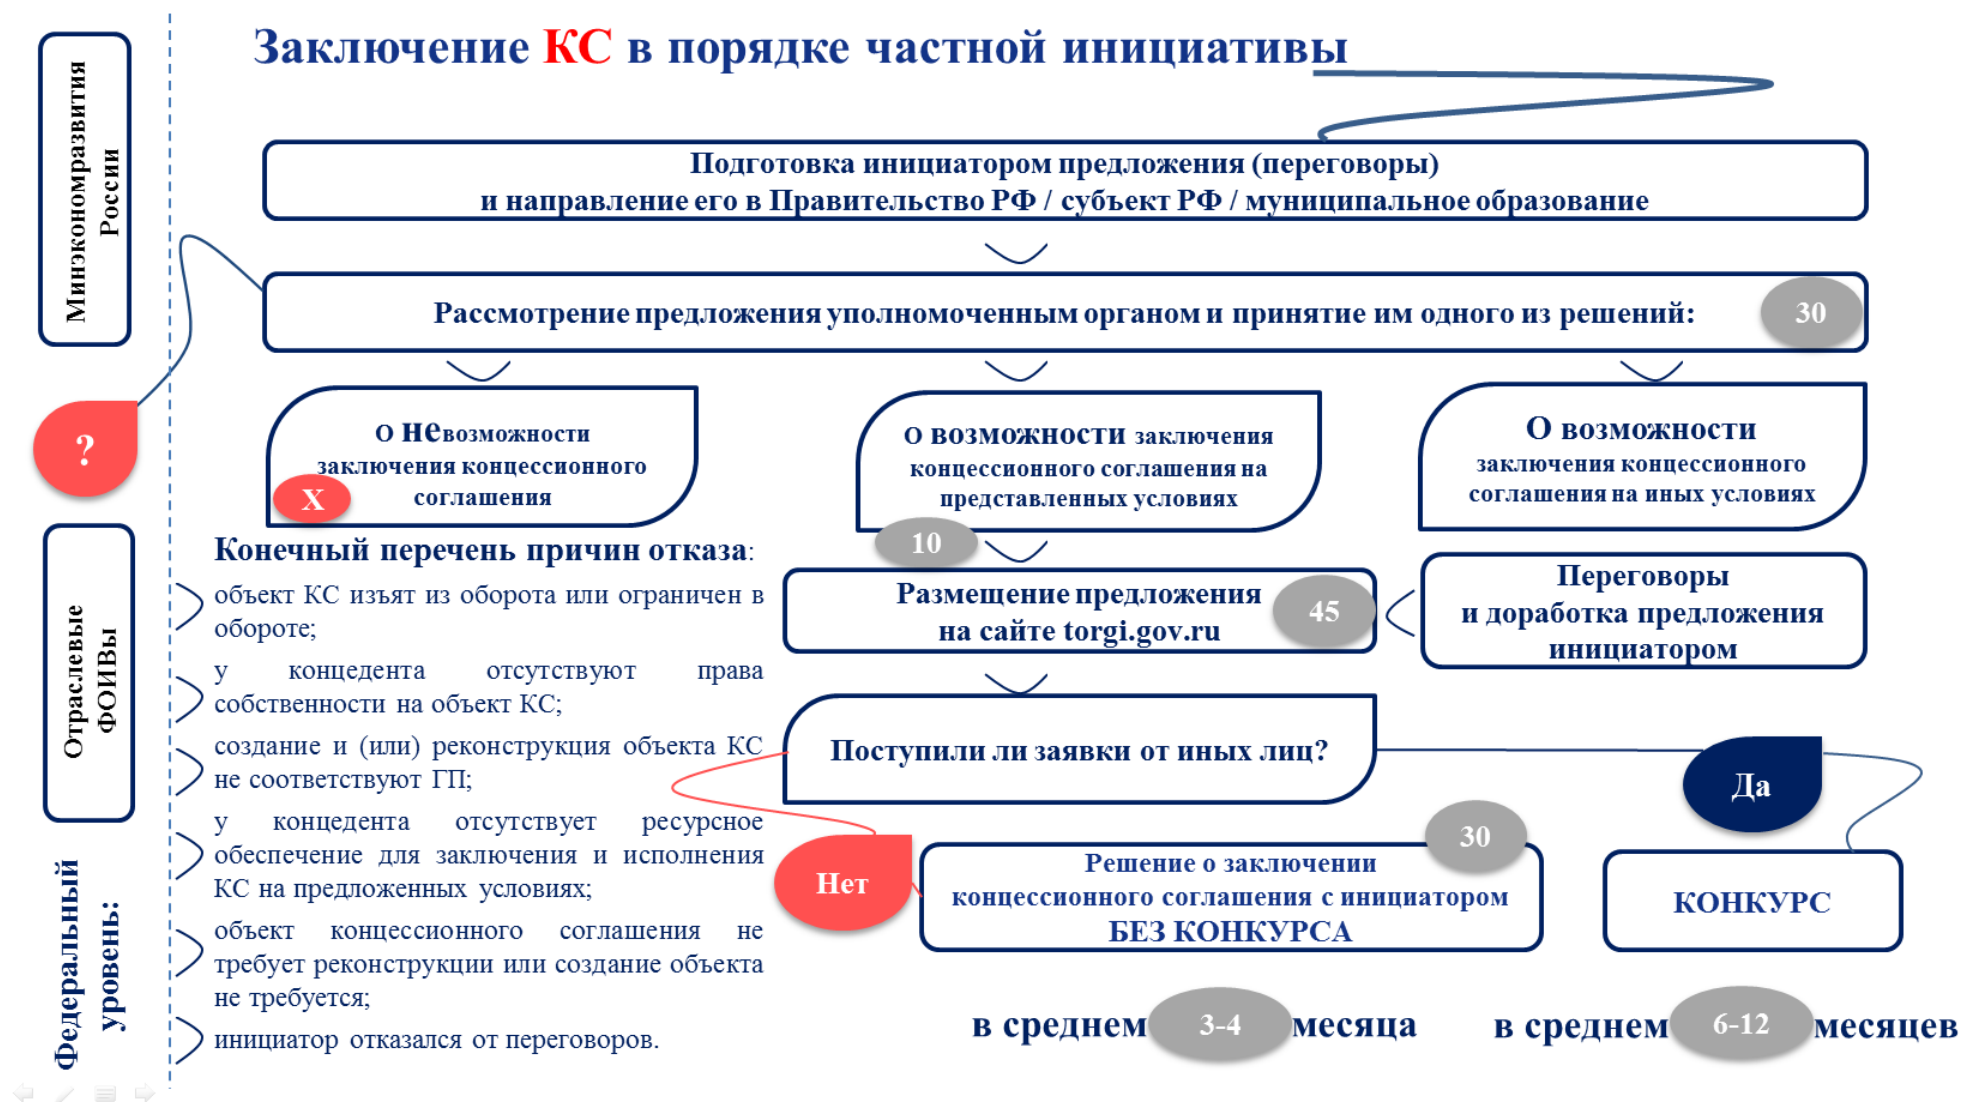 Заключение КС в порядке частной инициативы
Минэкономразвития
России
?
Отраслевые
ФОИВы
Федеральный
уровень:
Подготовка инициатором предложения (переговоры)
и направление его в Правительство РФ / субъект РФ / муниципальное образование
Рассмотрение предложения уполномоченным органом и принятие им одного из решений:
30
О невозможности
заключения концессионного
соглашения
X
О возможности заключения
концессионного соглашения на
представленных условиях
10
О возможности
заключения концессионного
соглашения на иных условиях
Конечный перечень причин отказа:
объект КС изъят из оборота или ограничен в
обороте;
у концедента отсутствуют права
собственности на объект КС;
создание и (или) реконструкция объекта КС
не соответствуют ГП;
у концедента отсутствует ресурсное
обеспечение для заключения и исполнения
КС на предложенных условиях;
объект концессионного соглашения не
требует реконструкции или создание объекта
не требуется;
инициатор отказался от переговоров.
Размещение предложения
на сайте torgi.gov.ru
45
Переговоры
и доработка предложения
инициатором
Поступили ли заявки от иных лиц?
Да
Нет
30
Решение о заключении
концессионного соглашения с инициатором
БЕЗ КОНКУРСА
КОНКУРС
в среднем 3-4 месяца
в среднем 6-12 месяцев